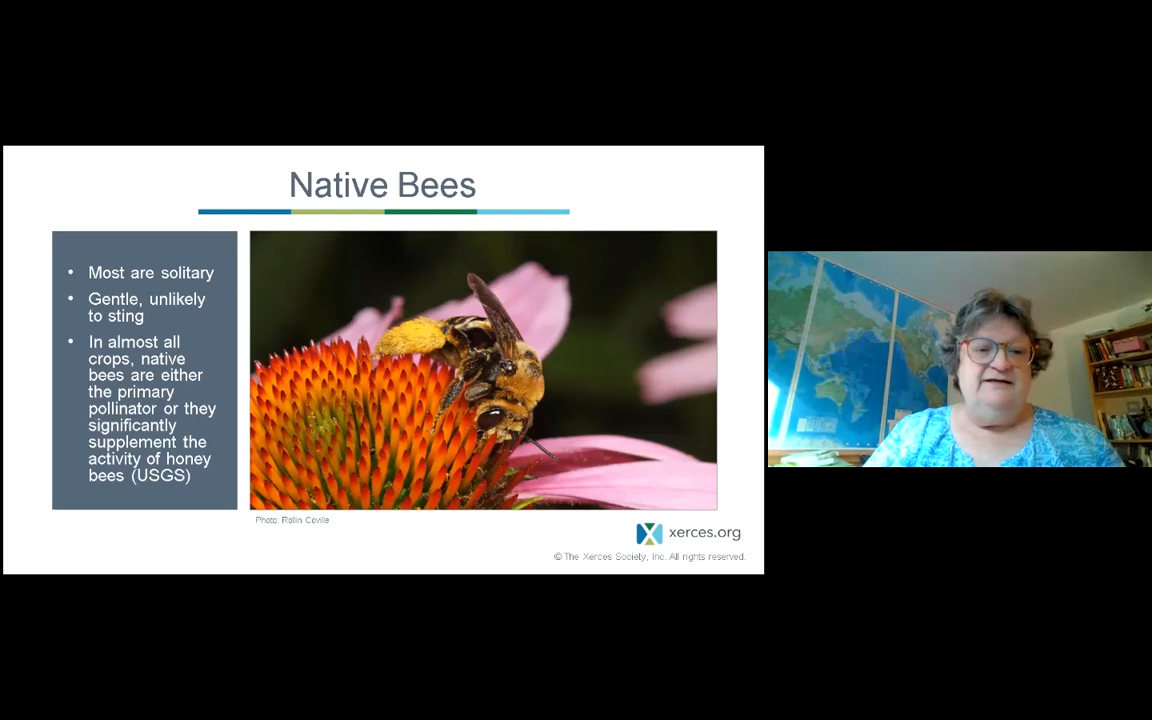 Native Bees
• Most are solitary
• Gentle, unlikely
to sting
• In almost all
crops, native
bees are either
the primary
pollinator or they
significantly
supplement the
activity of honey
bees (USGS)
Photo: Rollin Coville
xerces.org
© The Xerces Society, Inc. All rights reserved.